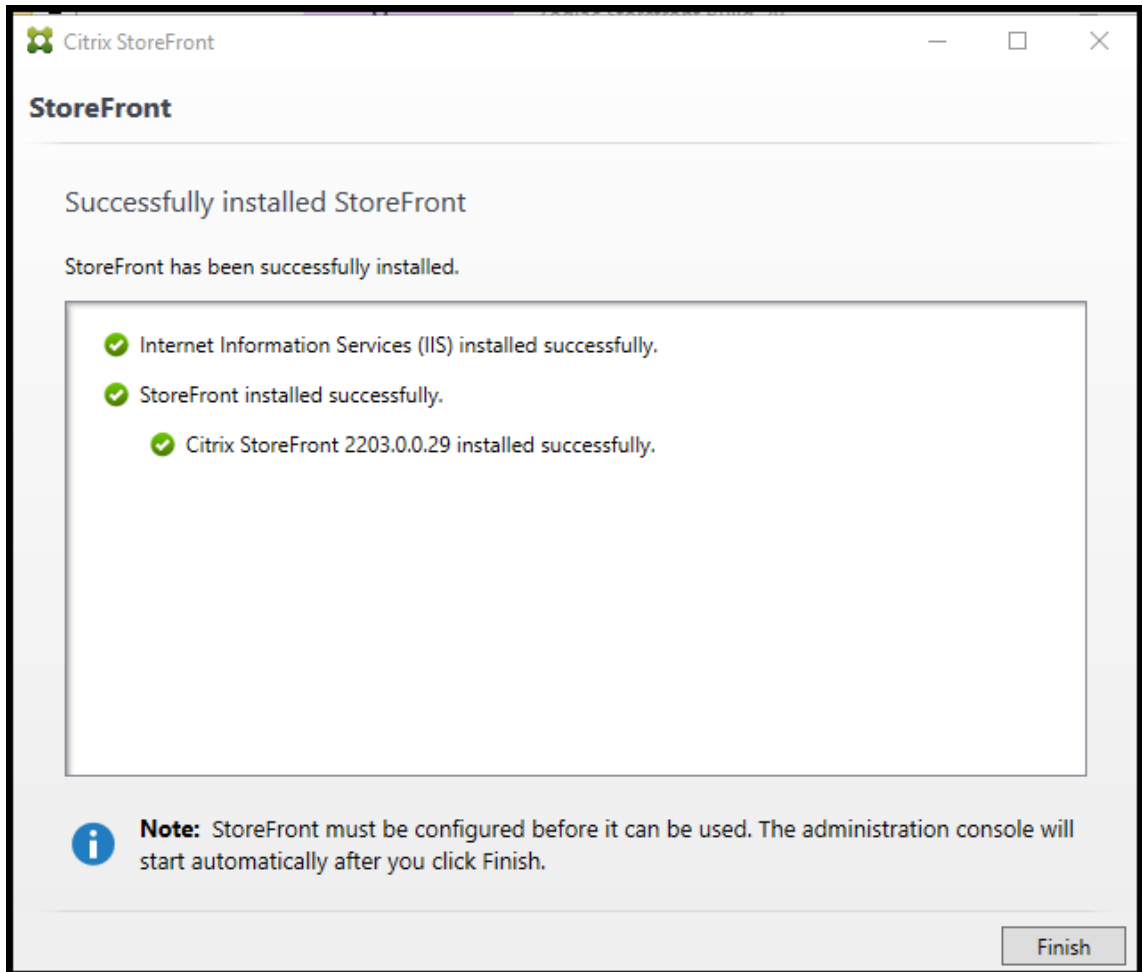 Citrix StoreFront
StoreFront
Successfully installed StoreFront
StoreFront has been successfully installed.
Internet Information Services (IIS) installed successfully.
StoreFront installed successfully.
Citrix StoreFront 2203.0.0.29 installed successfully.
Note: StoreFront must be configured before it can be used. The administration console will
start automatically after you click Finish.
Finish